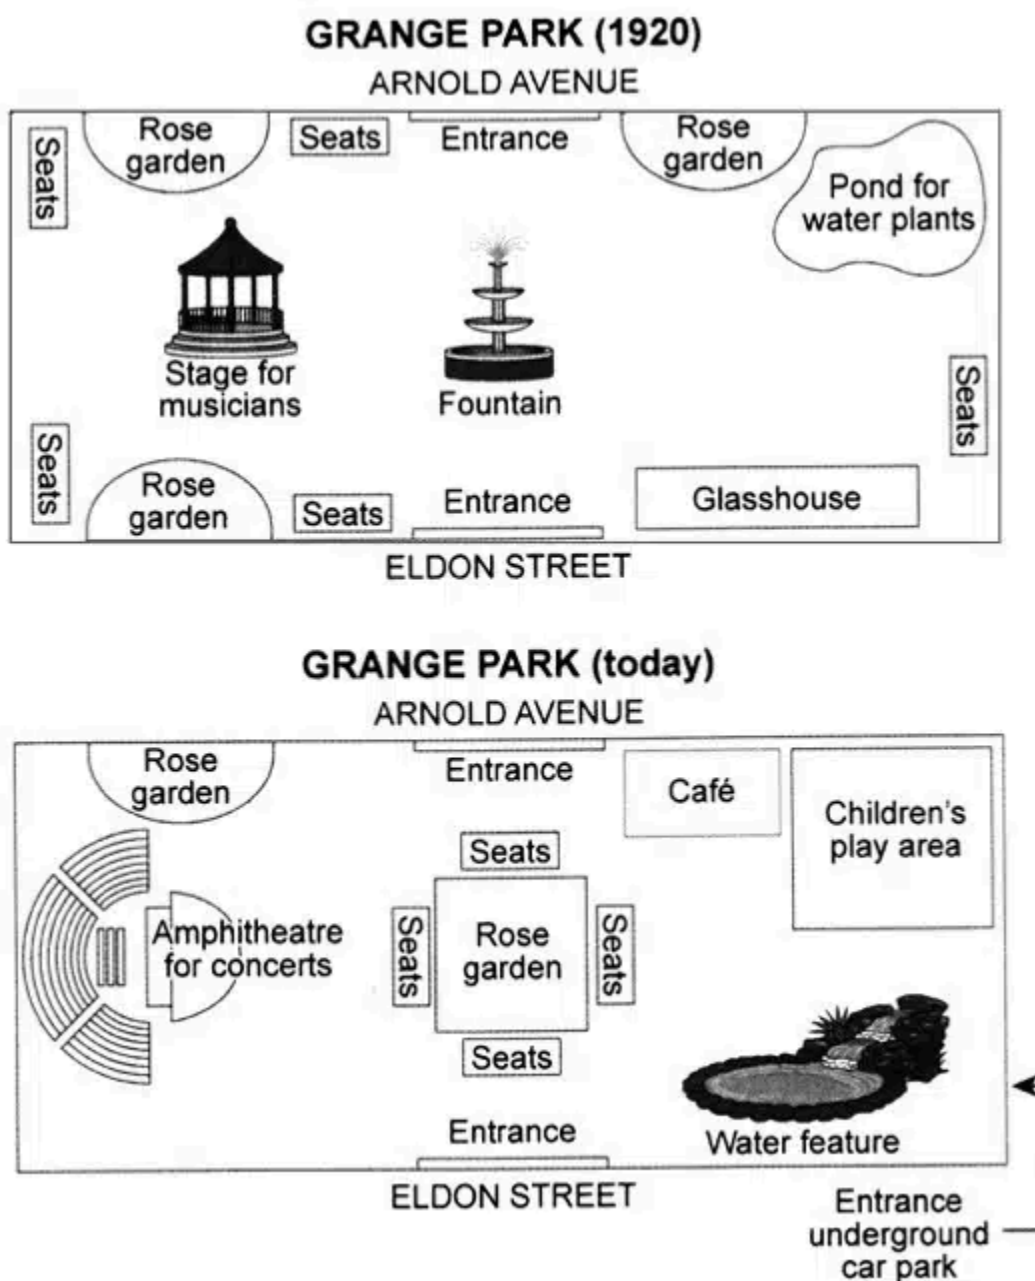 GRANGE PARK (1920)
ARNOLD AVENUE
Seats
Rose
garden
Seats
Entrance
Rose
garden
Pond for
water plants
Stage for
musicians
Fountain
Seats
Seats
Rose
garden
Seats
Entrance
Glasshouse
ELDON STREET
GRANGE PARK (today)
ARNOLD AVENUE
Rose
garden
Entrance
Café
Children's
play area
Seats
Amphitheatre
for concerts
Seats
Rose
garden
Seats
Seats
Entrance
Water feature
ELDON STREET
Entrance
underground
car park